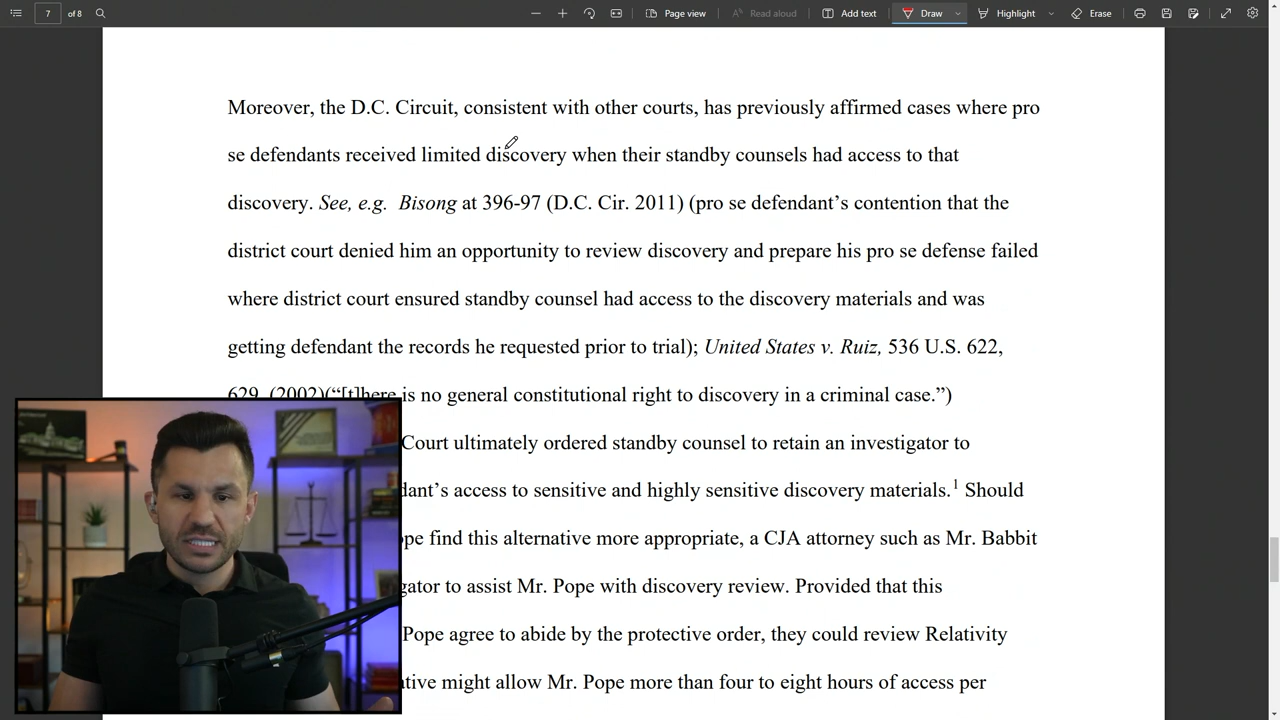 7 of 8 Page view Read aloud Add text Draw Highlight Erase
Moreover, the D.C. Circuit, consistent with other courts, has previously affirmed cases where pro
se defendants received limited discovery when their standby counsels had access to that
discovery. See, e.g. Bisong at 396-97 (D.C. Cir. 2011) (pro se defendant’s contention that the
district court denied him an opportunity to review discovery and prepare his pro se defense failed
where district court ensured standby counsel had access to the discovery materials and was
getting defendant the records he requested prior to trial); United States v. Ruiz, 536 U.S. 622,
629, (2002)(“[t]here is no general constitutional right to discovery in a criminal case.”)
Court ultimately ordered standby counsel to retain an investigator to
dant’s access to sensitive and highly sensitive discovery materials.1 Should
ope find this alternative more appropriate, a CJA attorney such as Mr. Babbit
gator to assist Mr. Pope with discovery review. Provided that this
Pope agree to abide by the protective order, they could review Relativity
ative might allow Mr. Pope more than four to eight hours of access per